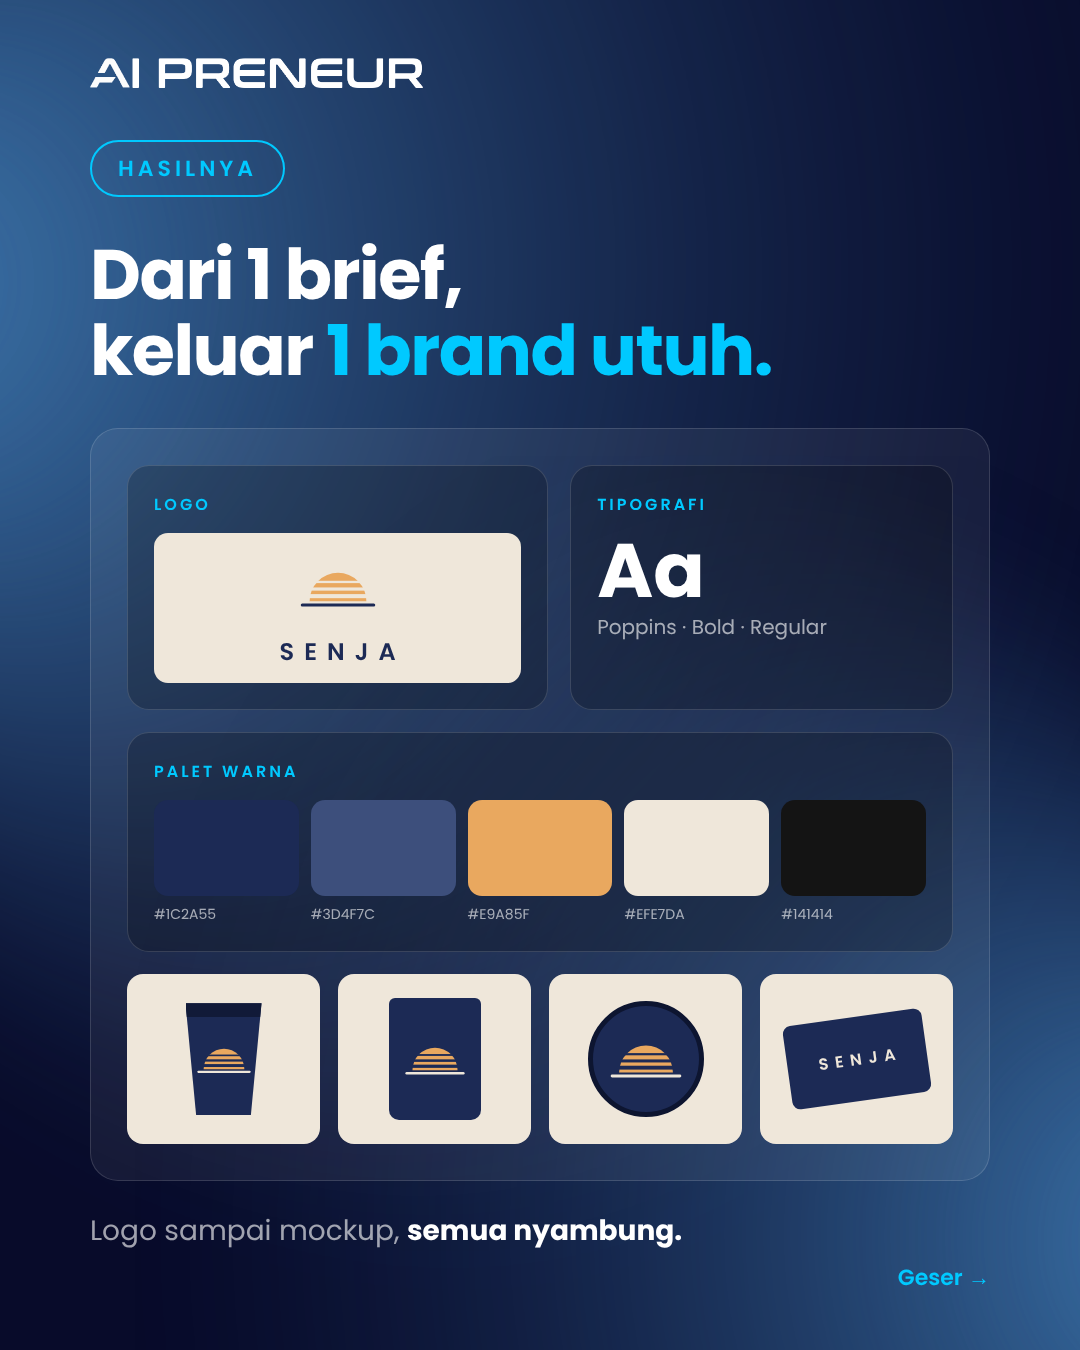 AI PRENEUR
HASILNYA
Dari 1 brief,
keluar 1 brand utuh.
LOGO
SENJA
TIPOGRAFI
Aa
Poppins · Bold · Regular
PALET WARNA
#1C2A55
#3D4F7C
#E9A85F
#EFE7DA
#141414
SENJA
Logo sampai mockup, semua nyambung.
Geser →